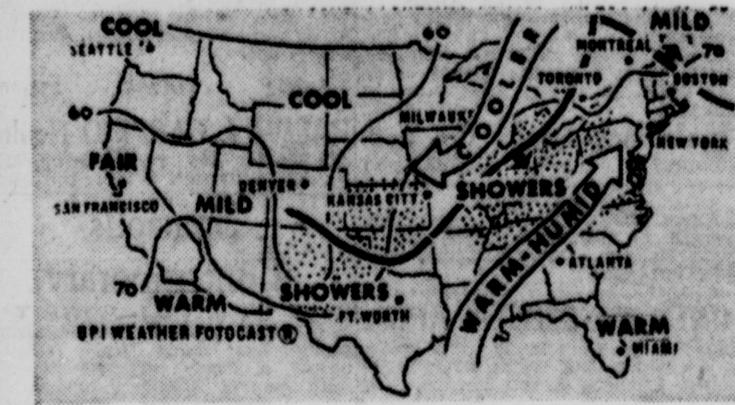 COOL
MILD
SEATTLE
60
MONTREAL
70
COOLER
TORONTO
BOSTON
COOL
60
MILWAUKEE
NEW YORK
FAIR
DENVER
KANSAS CITY
SHOWERS
SAN FRANCISCO
MILD
WARM-HUMID
ATLANTA
70
WARM
SHOWERS
FT. WORTH
UPI WEATHER FOTOCAST ®
WARM
MIAMI